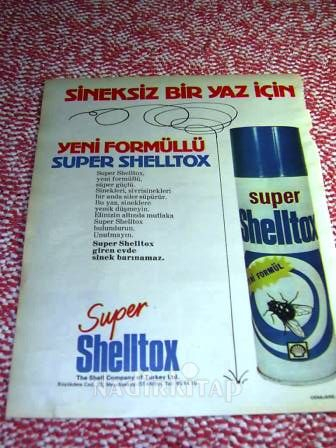 SİNEKSİZ BİR YAZ İÇİN
YENİ FORMÜLLÜ
SUPER SHELLTOX
Super Shelltox,
yeni formüllü,
süper güçlü.
Sinekleri, sivrisinekleri
bir anda siler süpürür.
Bu yaz, sineklere
yenik düşmeyin.
Elinizin altında mutlaka
Super Shelltox
bulundurun.
Unutmayın.
Super Shelltox
giren evde
sinek barınamaz.
Super
Shelltox
The Shell Company of Turkey Ltd.
super
Shelltox
YENİ FORMÜL
NADİRKİTAP